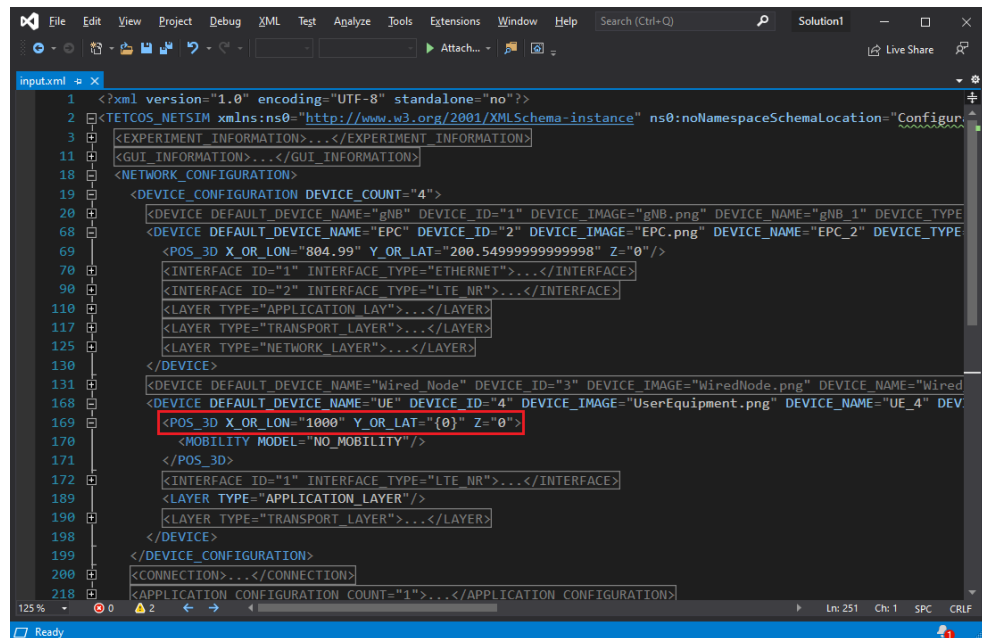 File Edit View Project Debug XML Test Analyze Tools Extensions Window Help Search (Ctrl+Q) Solution1
Attach... Live Share
input.xml
1 <?xml version="1.0" encoding="UTF-8" standalone="no"?>
2 <TETCOS_NETSIM xmlns:ns0="http://www.w3.org/2001/XMLSchema-instance" ns0:noNamespaceSchemaLocation="Configur
3 <EXPERIMENT_INFORMATION>...</EXPERIMENT_INFORMATION>
11 <GUI_INFORMATION>...</GUI_INFORMATION>
18 <NETWORK_CONFIGURATION>
19 <DEVICE_CONFIGURATION DEVICE_COUNT="4">
20 <DEVICE DEFAULT_DEVICE_NAME="gNB" DEVICE_ID="1" DEVICE_IMAGE="gNB.png" DEVICE_NAME="gNB_1" DEVICE_TYPE
68 <DEVICE DEFAULT_DEVICE_NAME="EPC" DEVICE_ID="2" DEVICE_IMAGE="EPC.png" DEVICE_NAME="EPC_2" DEVICE_TYPE=
69 <POS_3D X_OR_LON="804.99" Y_OR_LAT="200.54999999999998" Z="0"/>
70 <INTERFACE ID="1" INTERFACE_TYPE="ETHERNET">...</INTERFACE>
90 <INTERFACE ID="2" INTERFACE_TYPE="LTE_NR">...</INTERFACE>
110 <LAYER TYPE="APPLICATION_LAY">...</LAYER>
117 <LAYER TYPE="TRANSPORT_LAYER">...</LAYER>
125 <LAYER TYPE="NETWORK_LAYER">...</LAYER>
130 </DEVICE>
131 <DEVICE DEFAULT_DEVICE_NAME="Wired_Node" DEVICE_ID="3" DEVICE_IMAGE="WiredNode.png" DEVICE_NAME="Wired
168 <DEVICE DEFAULT_DEVICE_NAME="UE" DEVICE_ID="4" DEVICE_IMAGE="UserEquipment.png" DEVICE_NAME="UE_4" DEV
169 <POS_3D X_OR_LON="1000" Y_OR_LAT="{0}" Z="0">
170 <MOBILITY MODEL="NO_MOBILITY"/>
171 </POS_3D>
172 <INTERFACE ID="1" INTERFACE_TYPE="LTE_NR">...</INTERFACE>
189 <LAYER TYPE="APPLICATION_LAYER"/>
190 <LAYER TYPE="TRANSPORT_LAYER">...</LAYER>
198 </DEVICE>
199 </DEVICE_CONFIGURATION>
200 <CONNECTION>...</CONNECTION>
218 <APPLICATION_CONFIGURATION COUNT="1">...</APPLICATION_CONFIGURATION>
125 % 0 2 Ln: 251 Ch: 1 SPC CRLF
Ready 1